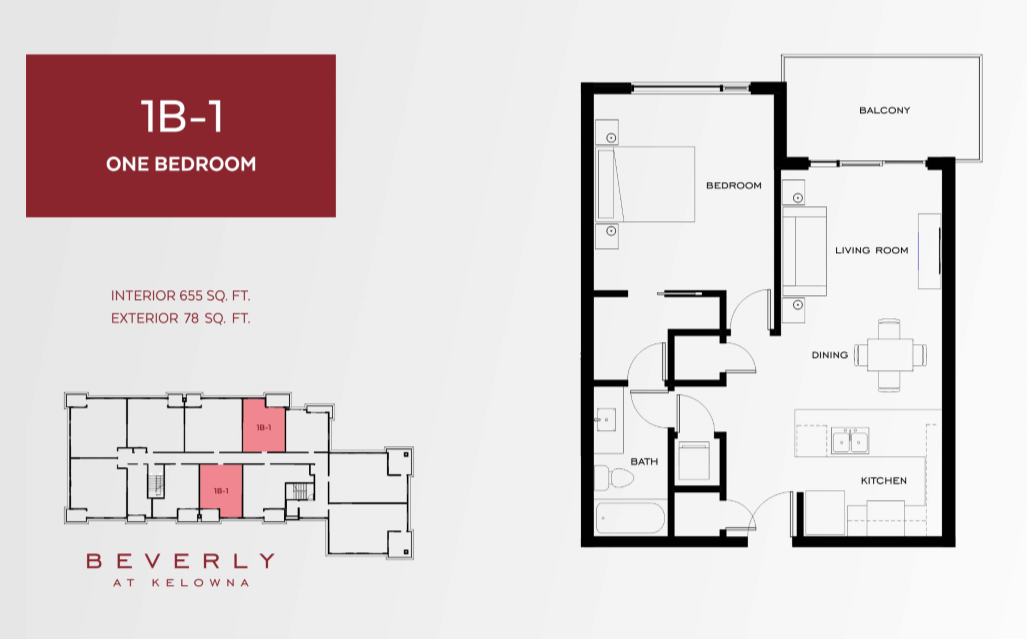 1B-1
ONE BEDROOM
INTERIOR 655 SQ. FT.
EXTERIOR 78 SQ. FT.
1B-1
1B-1
BEVERLY
AT KELOWNA
BALCONY
BEDROOM
LIVING ROOM
DINING
BATH
KITCHEN